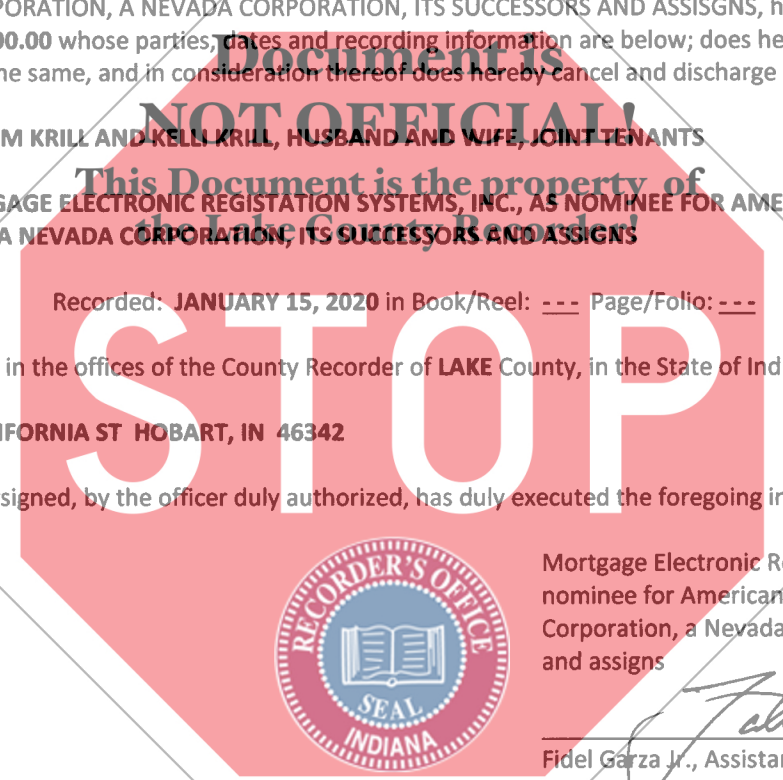 PORATION, A NEVADA CORPORATION, ITS SUCCESSORS AND ASSISGNS, h
00.00 whose parties, dates and recording information are below; does he
Document is
ne same, and in consideration thereof does hereby cancel and discharge
NOT OFFICIAL!
M KRILL AND KELLI KRILL, HUSBAND AND WIFE, JOINT TENANTS
This Document is the property of
GAGE ELECTRONIC REGISTATION SYSTEMS, INC., AS NOMINEE FOR AME
the Lake County Recorder!
A NEVADA CORPORATION, ITS SUCCESSORS AND ASSIGNS
Recorded: JANUARY 15, 2020 in Book/Reel: --- Page/Folio: ---
STOP
in the offices of the County Recorder of LAKE County, in the State of Ind
IFORNIA ST HOBART, IN 46342
signed, by the officer duly authorized, has duly executed the foregoing in
RECORDER'S OFFICE
SEAL
INDIANA
Mortgage Electronic Re
nominee for American
Corporation, a Nevada
and assigns
Fidel Garza Jr., Assistan